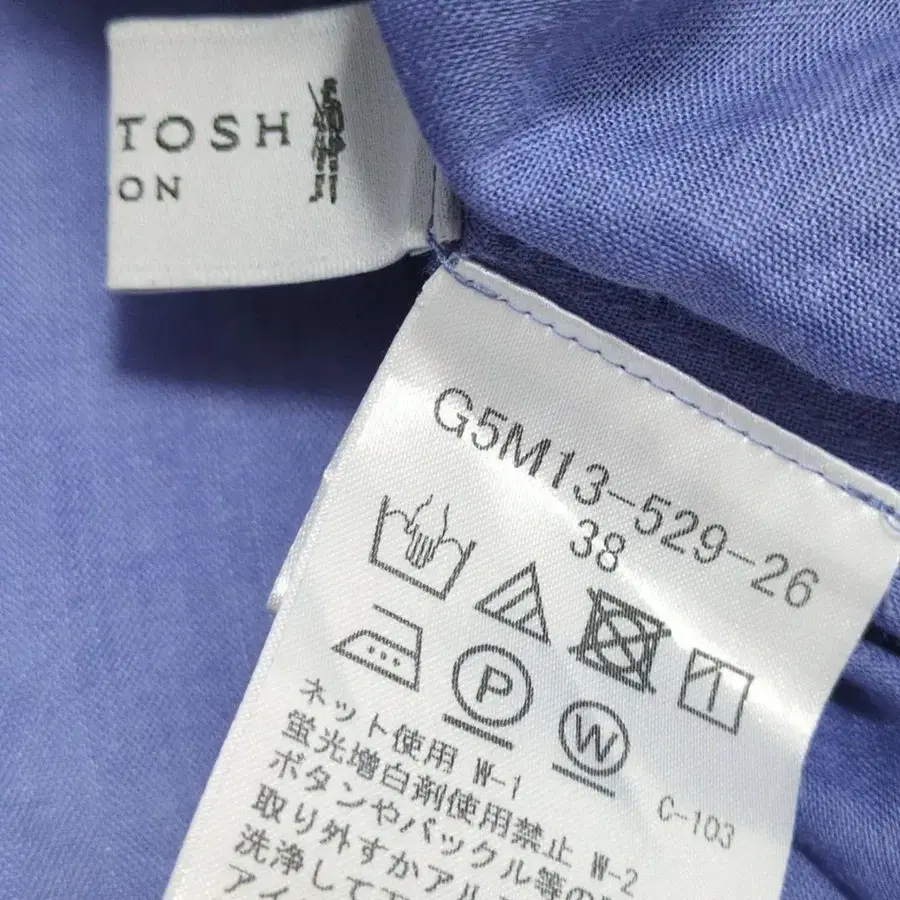 TOSH
ON
G5M13-529-26
38
P
W
C-103
ネット使用 W-1
蛍光増白剤使用禁止 W-2
ボタンやバックル等の
取り外すかアル
洗浄して
アイ